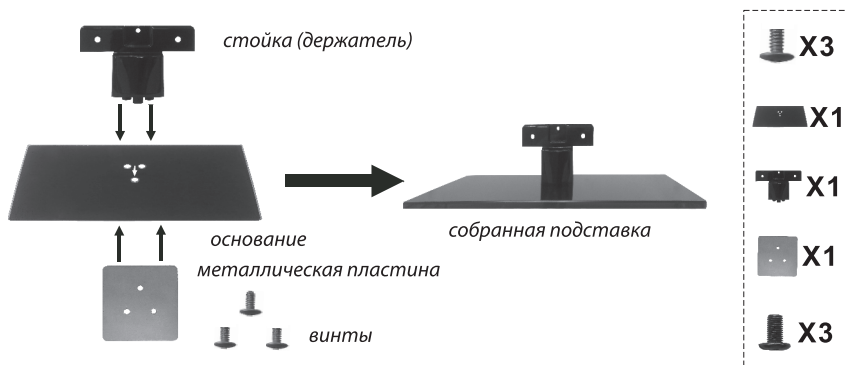 стойка (держатель)
основание
металлическая пластина
винты
собранная подставка
X3
X1
X1
X1
X3